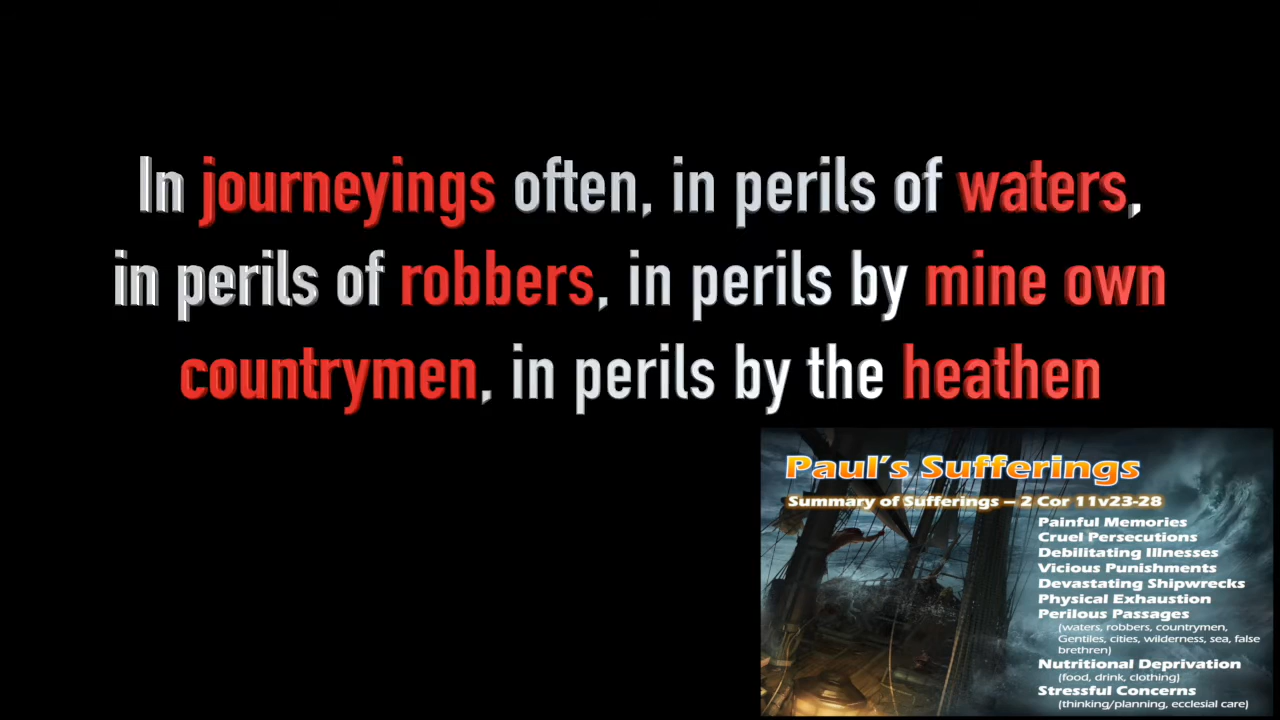 In journeyings often, in perils of waters,
in perils of robbers, in perils by mine own
countrymen, in perils by the heathen
Paul's Sufferings
Summary of Sufferings – 2 Cor 11v23-28
Painful Memories
Cruel Persecutions
Debilitating Illnesses
Vicious Punishments
Devastating Shipwrecks
Physical Exhaustion
Perilous Passages
(waters, robbers, countrymen,
Gentiles, cities, wilderness, sea, false
brethren)
Nutritional Deprivation
(food, drink, clothing)
Stressful Concerns
(thinking/planning, ecclesial care)